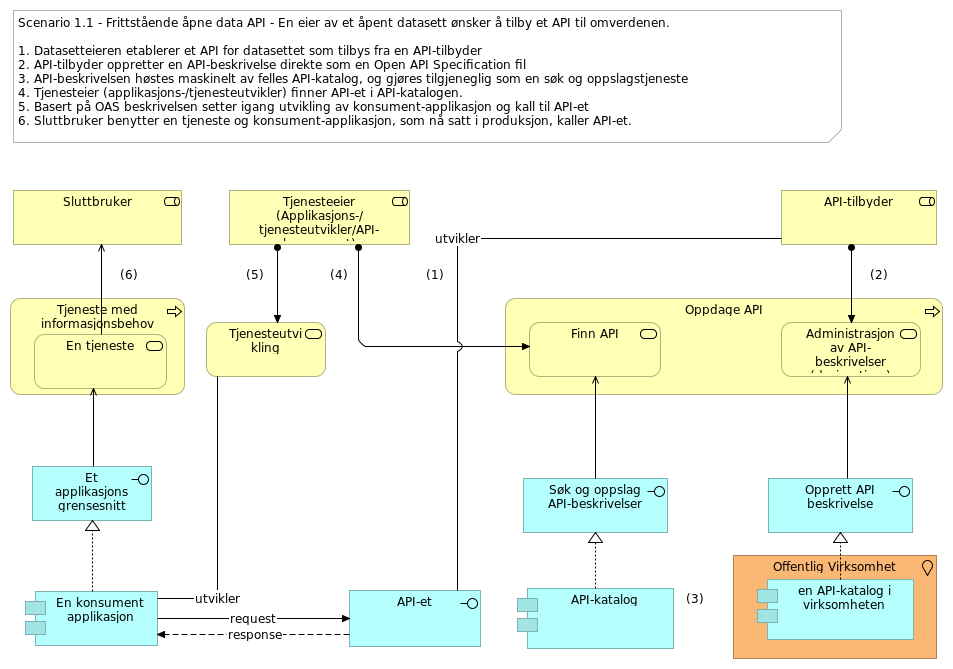 Scenario 1.1 - Frittstående åpne data API - En eier av et åpent datasett ønsker å tilby et API til omverdenen.
1. Datasetteieren etablerer et API for datasettet som tilbys fra en API-tilbyder
2. API-tilbyder oppretter en API-beskrivelse direkte som en Open API Specification fil
3. API-beskrivelsen høstes maskinelt av felles API-katalog, og gjøres tilgjeneglig som en søk og oppslagstjeneste
4. Tjenesteier (applikasjons-/tjenesteutvikler) finner API-et i API-katalogen.
5. Basert på OAS beskrivelsen setter igang utvikling av konsument-applikasjon og kall til API-et
6. Sluttbruker benytter en tjeneste og konsument-applikasjon, som nå satt i produksjon, kaller API-et.
Sluttbruker
Tjenesteeier
(Applikasjons-/
tjenesteutvikler/API-
API-tilbyder
utvikler
(6)
(5)
(4)
(1)
(2)
Tjeneste med
informasjonsbehov
En tjeneste
Tjenesteutvi
kling
Oppdage API
Finn API
Administrasjon
av API-
beskrivelser
Et
applikasjons
grensesnitt
Søk og oppslag
API-beskrivelser
Opprett API
beskrivelse
Offentlig Virksomhet
en API-katalog i
virksomheten
En konsument
applikasjon
utvikler
request
response
API-et
API-katalog
(3)